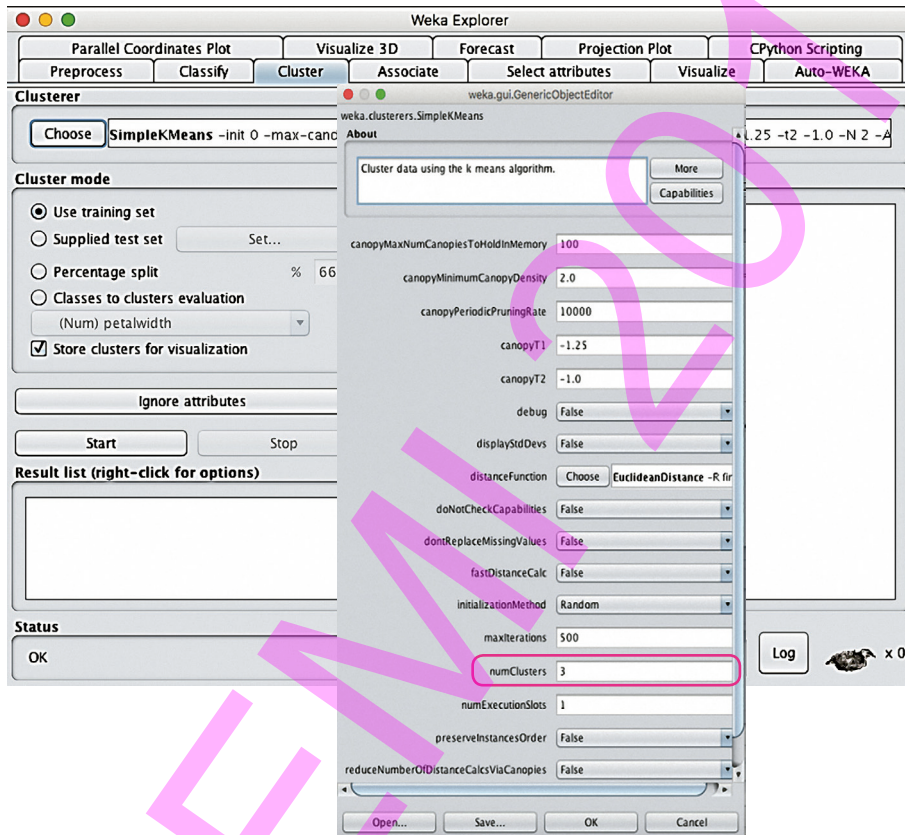 Weka Explorer
Parallel Coordinates Plot
Visualize 3D
Forecast
Projection Plot
CPython Scripting
Preprocess
Classify
Cluster
Associate
Select attributes
Visualize
Auto-WEKA
Clusterer
Choose
SimpleKMeans -init 0 -max-cand
1.25 -t2 -1.0 -N 2 -A
Cluster mode
Use training set
Supplied test set
Set...
Percentage split
% 66
Classes to clusters evaluation
(Num) petalwidth
Store clusters for visualization
Ignore attributes
Start
Stop
Result list (right-click for options)
Status
OK
Log
x 0
weka.gui.GenericObjectEditor
weka.clusterers.SimpleKMeans
About
Cluster data using the k means algorithm.
More
Capabilities
canopyMaxNumCanopiesToHoldInMemory 100
canopyMinimumCanopyDensity 2.0
canopyPeriodicPruningRate 10000
canopyT1 -1.25
canopyT2 -1.0
debug False
displayStdDevs False
distanceFunction Choose EuclideanDistance -R fir
doNotCheckCapabilities False
dontReplaceMissingValues False
fastDistanceCalc False
initializationMethod Random
maxIterations 500
numClusters 3
numExecutionSlots 1
preserveInstancesOrder False
reduceNumberOfDistanceCalcsViaCanopies False
Open...
Save...
OK
Cancel